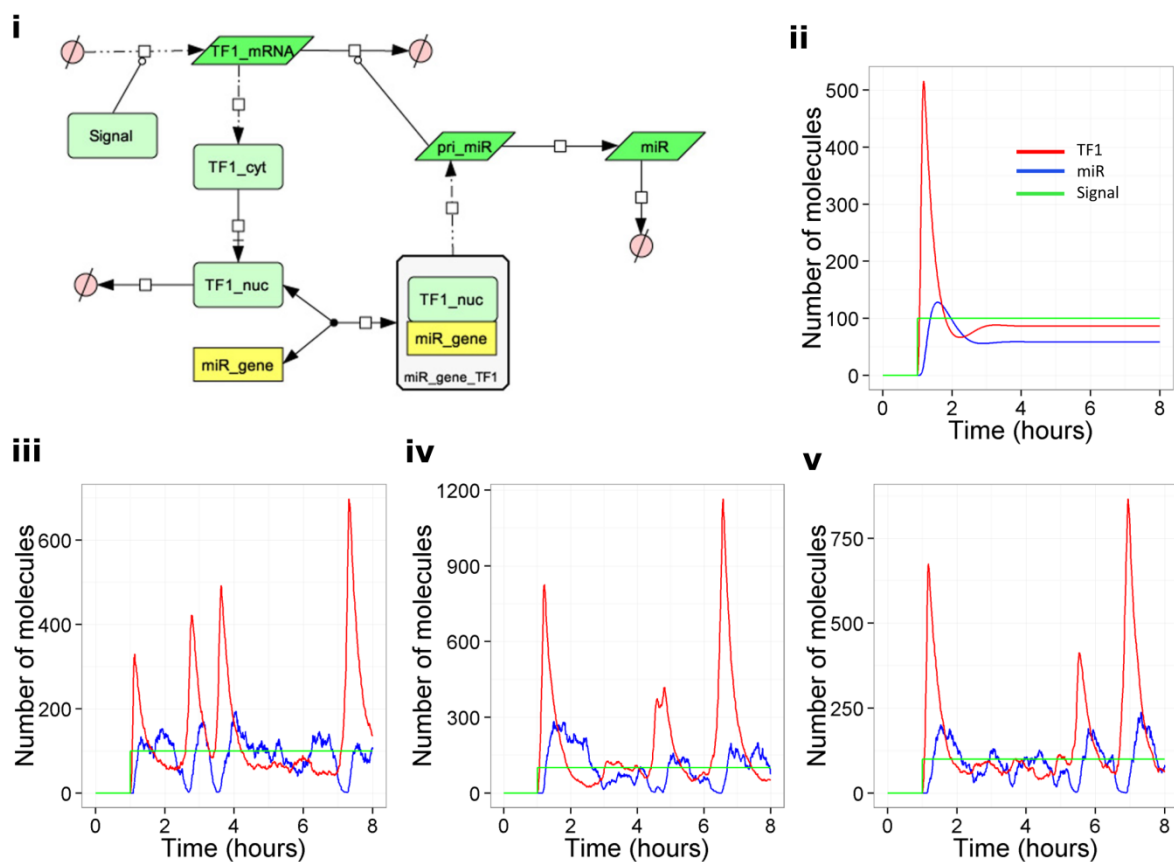 i
TF1_mRNA
Signal
TF1_cyt
pri_miR
miR
TF1_nuc
TF1_nuc
miR_gene
miR_gene
miR_gene_TF1
ii
Number of molecules
500
400
300
200
100
0
TF1
miR
Signal
0 2 4 6 8
Time (hours)
iii
Number of molecules
600
400
200
0
0 2 4 6 8
Time (hours)
iv
Number of molecules
1200
900
600
300
0
0 2 4 6 8
Time (hours)
v
Number of molecules
750
500
250
0
0 2 4 6 8
Time (hours)